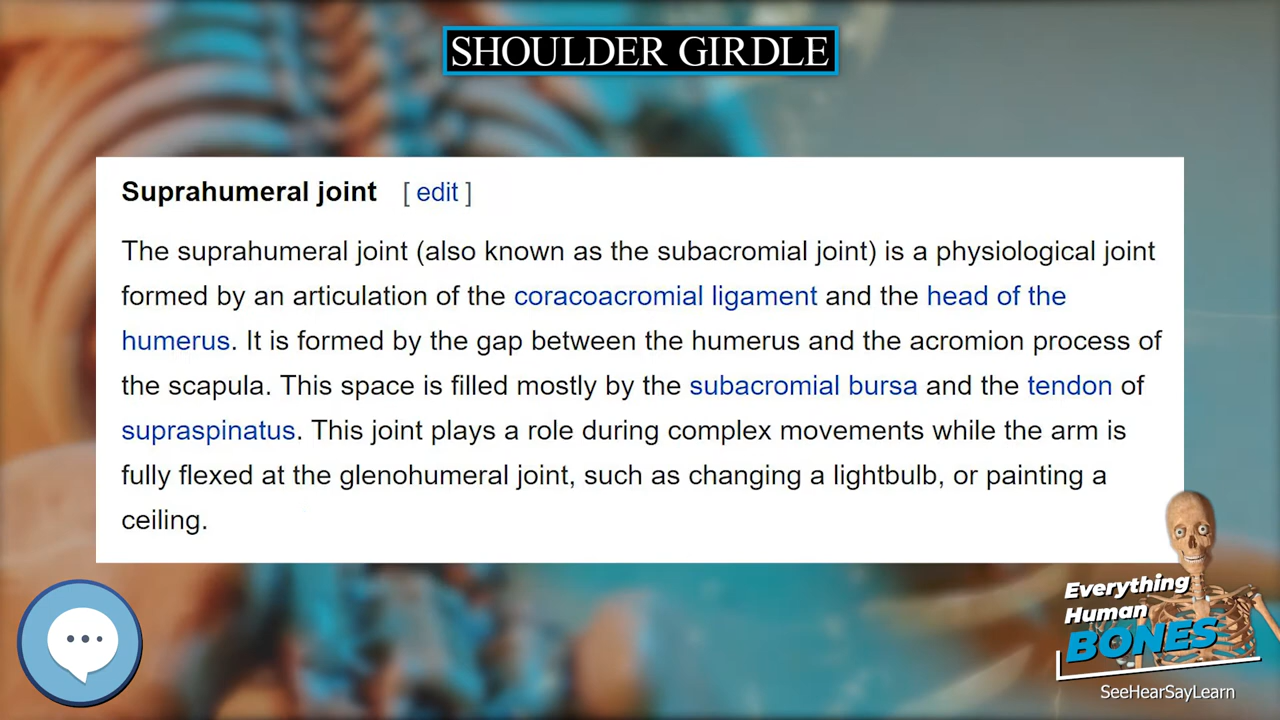 SHOULDER GIRDLE
Suprahumeral joint [ edit ]
The suprahumeral joint (also known as the subacromial joint) is a physiological joint
formed by an articulation of the coracoacromial ligament and the head of the
humerus. It is formed by the gap between the humerus and the acromion process of
the scapula. This space is filled mostly by the subacromial bursa and the tendon of
supraspinatus. This joint plays a role during complex movements while the arm is
fully flexed at the glenohumeral joint, such as changing a lightbulb, or painting a
ceiling.
Everything
Human
BONES
SeeHearSayLearn